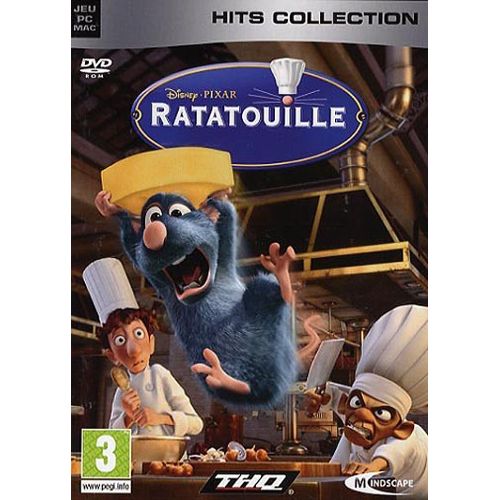 JEU
PC
MAC
HITS COLLECTION
DVD
ROM
Disney · PIXAR
RATATOUILLE
3
www.pegi.info
THQ
MINDSCAPE